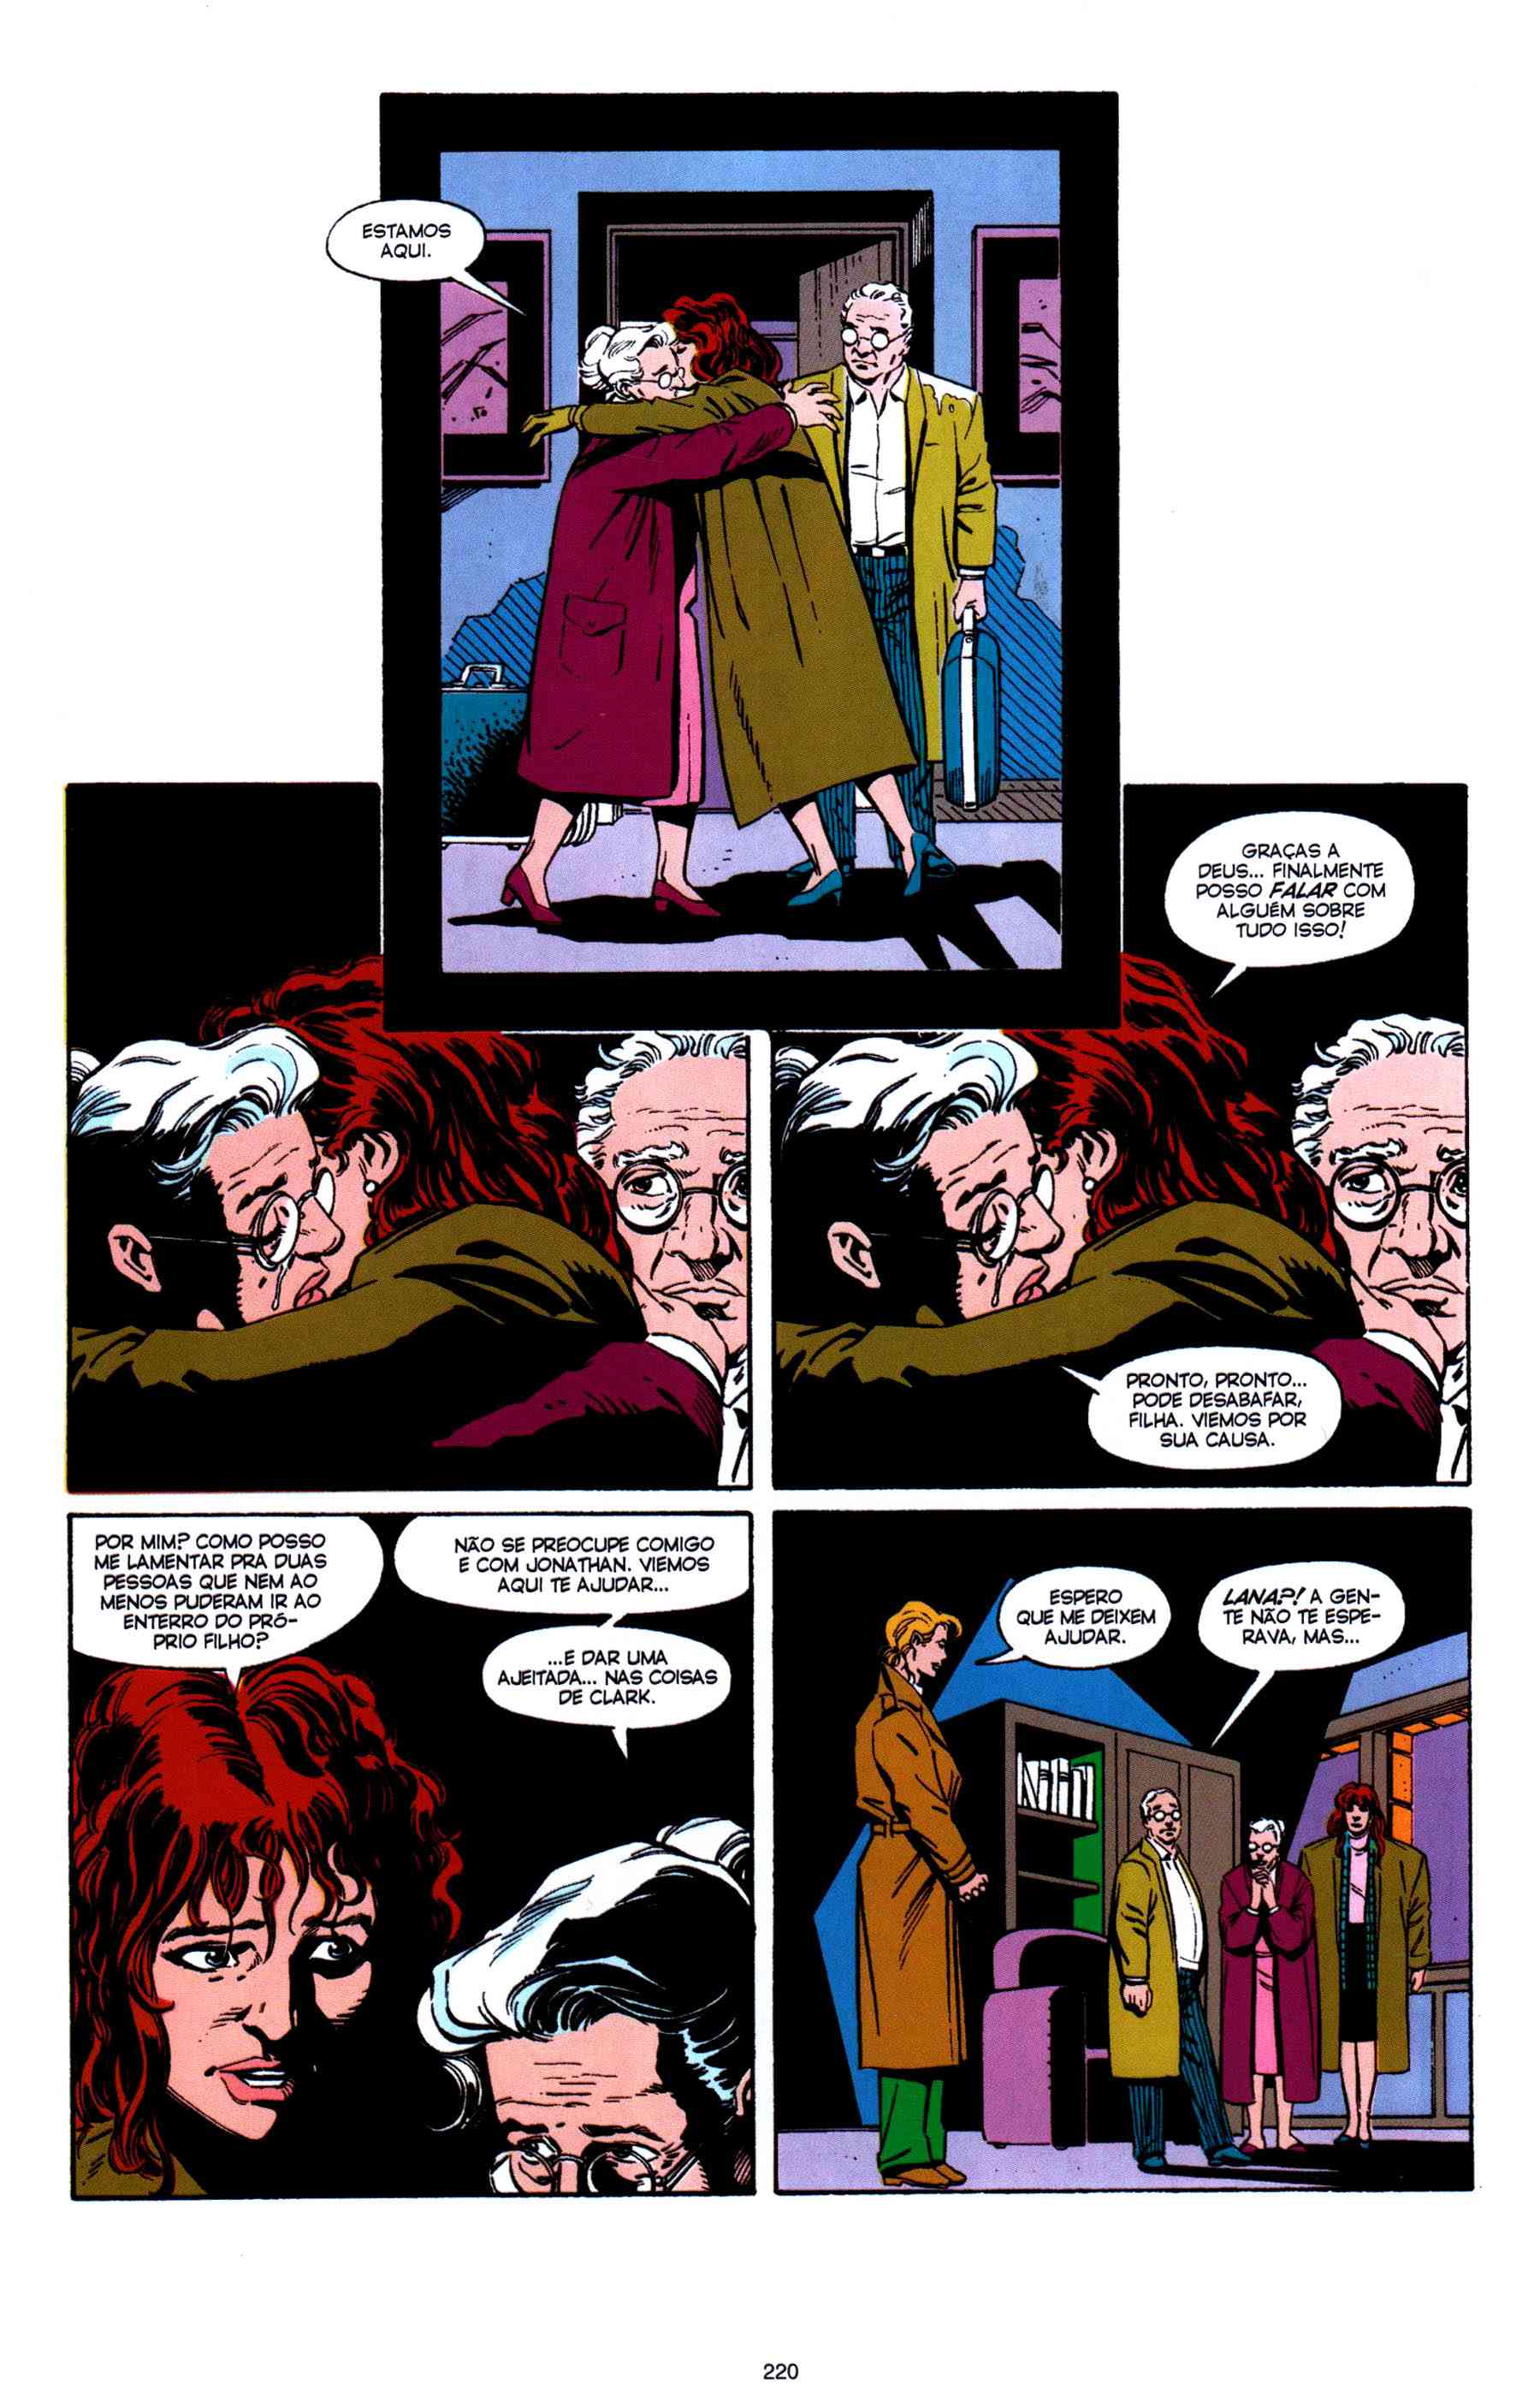 ESTAMOS
AQUI.
GRAÇAS A
DEUS... FINALMENTE
POSSO FALAR COM
ALGUÉM SOBRE
TUDO ISSO!
PRONTO, PRONTO...
PODE DESABAFAR,
FILHA. VIEMOS POR
SUA CAUSA.
POR MIM? COMO POSSO
ME LAMENTAR PRA DUAS
PESSOAS QUE NEM AO
MENOS PUDERAM IR AO
ENTERRO DO PRÓ-
PRIO FILHO?
NÃO SE PREOCUPE COMIGO
E COM JONATHAN. VIEMOS
AQUI TE AJUDAR...
...E DAR UMA
AJEITADA... NAS COISAS
DE CLARK.
ESPERO
QUE ME DEIXEM
AJUDAR.
LANA?! A GEN-
TE NÃO TE ESPE-
RAVA, MAS...
220